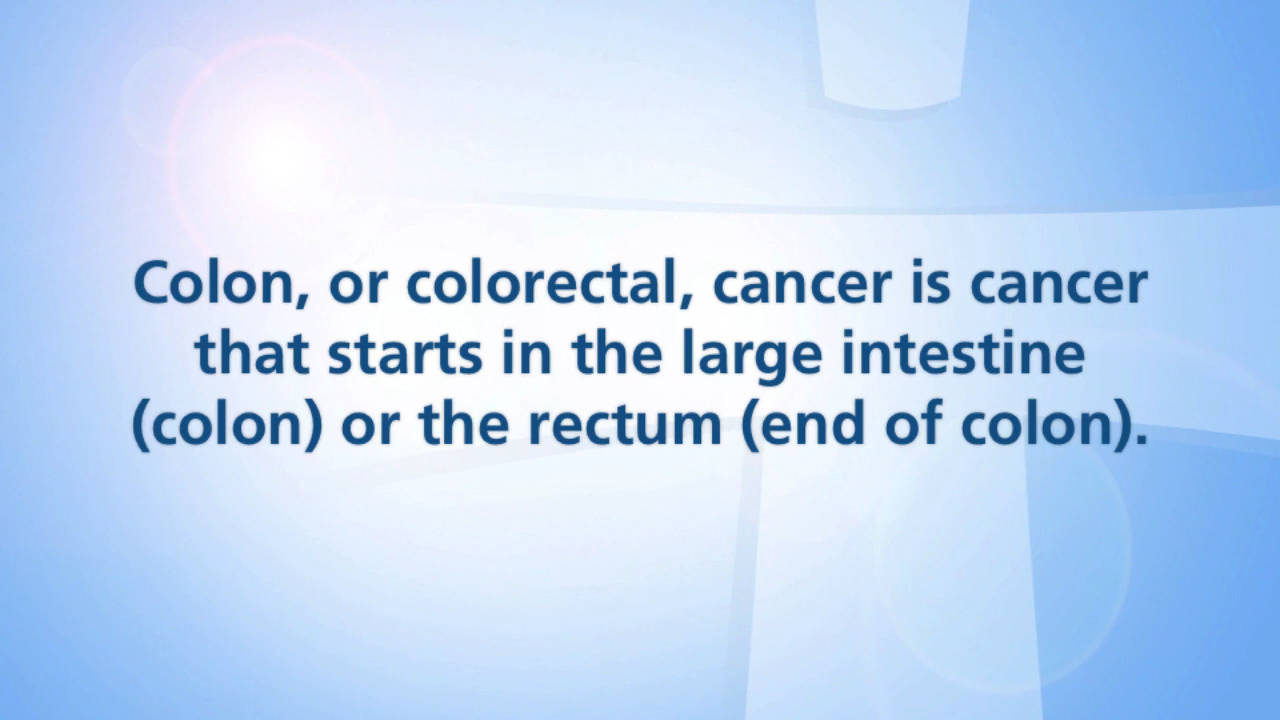 Colon, or colorectal, cancer is cancer
that starts in the large intestine
(colon) or the rectum (end of colon).